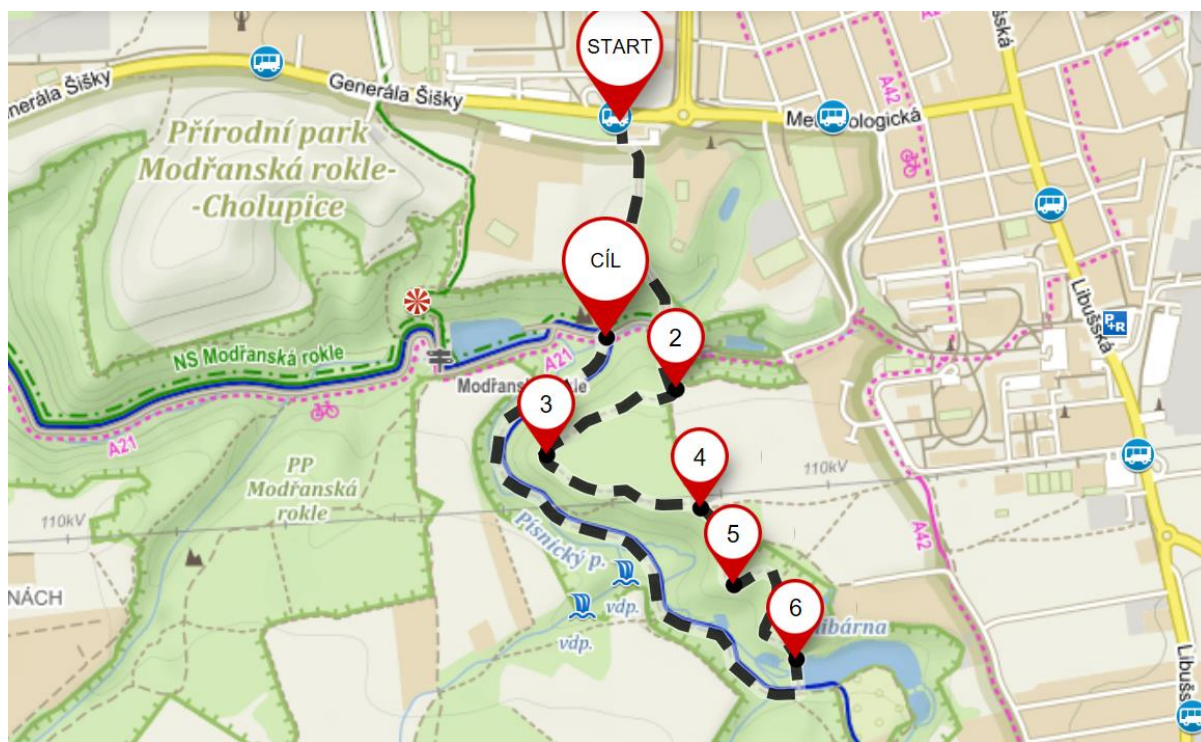 START
Generála Šišky
Generála Šišky
A42
Meteorologická
Přírodní park
Modřanská rokle-
-Cholupice
CÍL
Libušská
P+R
2
NS Modřanská rokle
A21
3
A21
4
110kV
PP
Modřanská
rokle
110kV
5
A42
Písnický p.
vdp.
vdp.
NÁCH
6